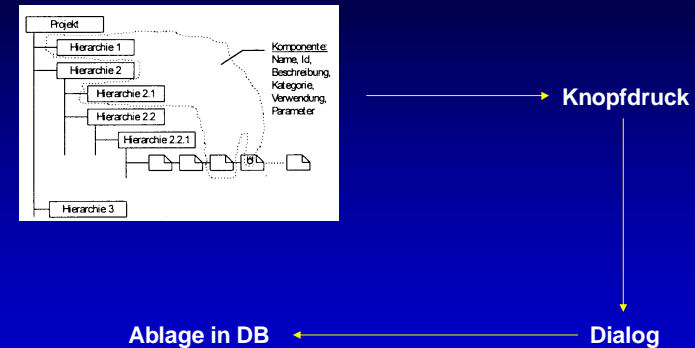 Projekt
Hierarchie 1
Hierarchie 2
Hierarchie 2.1
Hierarchie 2.2
Hierarchie 2.2.1
Hierarchie 3
Komponente:
Name, Id,
Beschreibung,
Kategorie,
Verwendung,
Parameter
Knopfdruck
Dialog
Ablage in DB